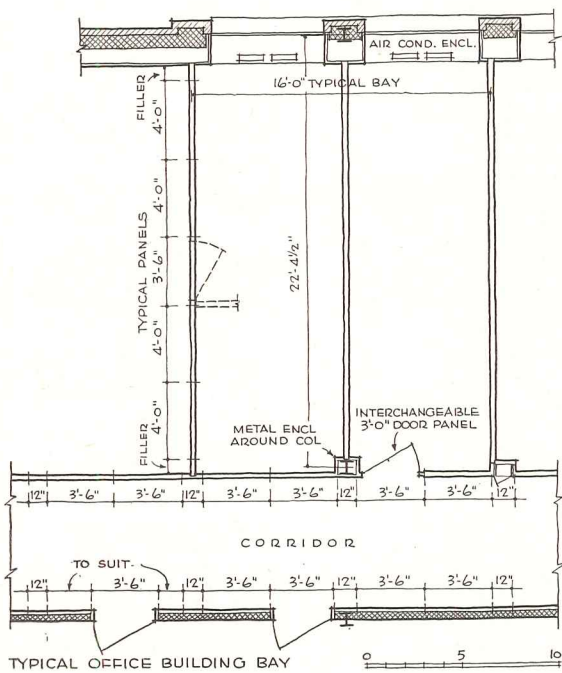 AIR COND. ENCL.
16'-0" TYPICAL BAY
FILLER
4'-0"
4'-0"
TYPICAL PANELS
3'-6"
4'-0"
4'-0"
FILLER
22'-4½"
METAL ENCL
AROUND COL
INTERCHANGEABLE
3'-0" DOOR PANEL
12" 3'-6" 3'-6" 12" 3'-6" 3'-6" 12" 3'-6" 3'-6" 12"
CORRIDOR
TO SUIT
12" 3'-6" 12" 3'-6" 3'-6" 12" 3'-6" 3'-6" 12"
TYPICAL OFFICE BUILDING BAY
0 5 10